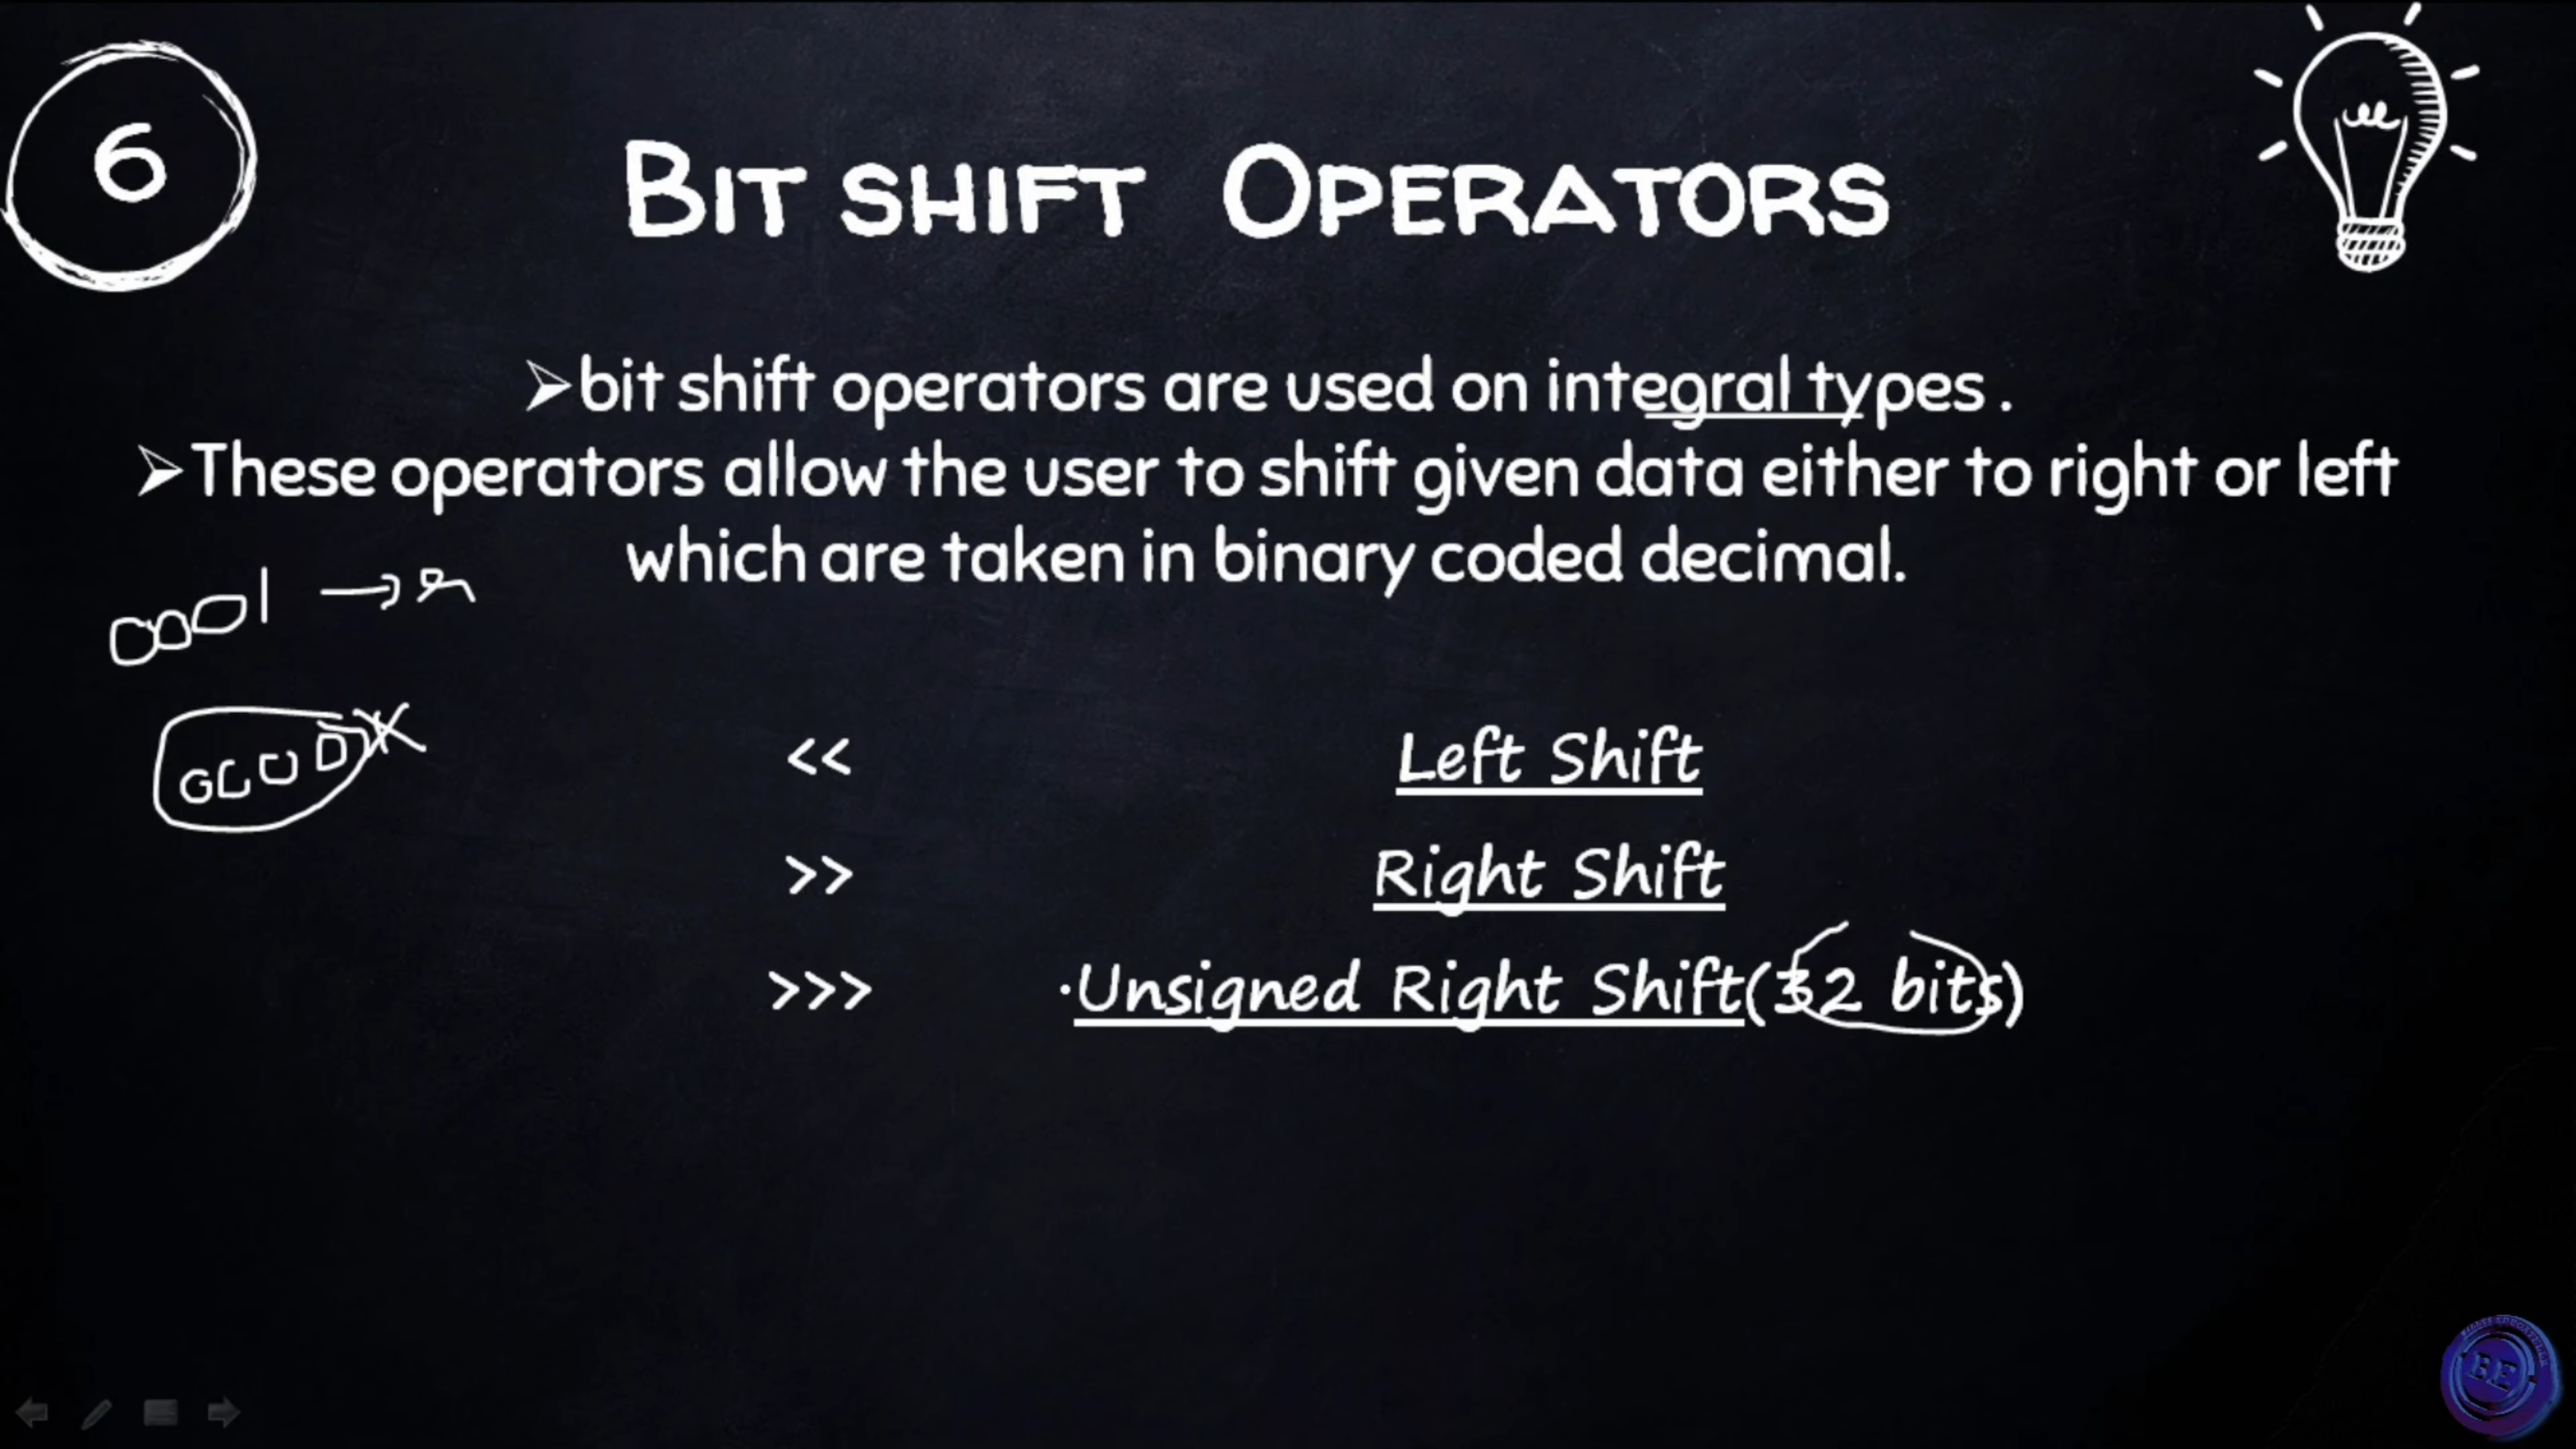 6
BIT SHIFT OPERATORS
➢bit shift operators are used on integral types .
➢These operators allow the user to shift given data either to right or left
which are taken in binary coded decimal.
0001 →
<< Left Shift
>> Right Shift
>>> ·Unsigned Right Shift(32 bits)
BE